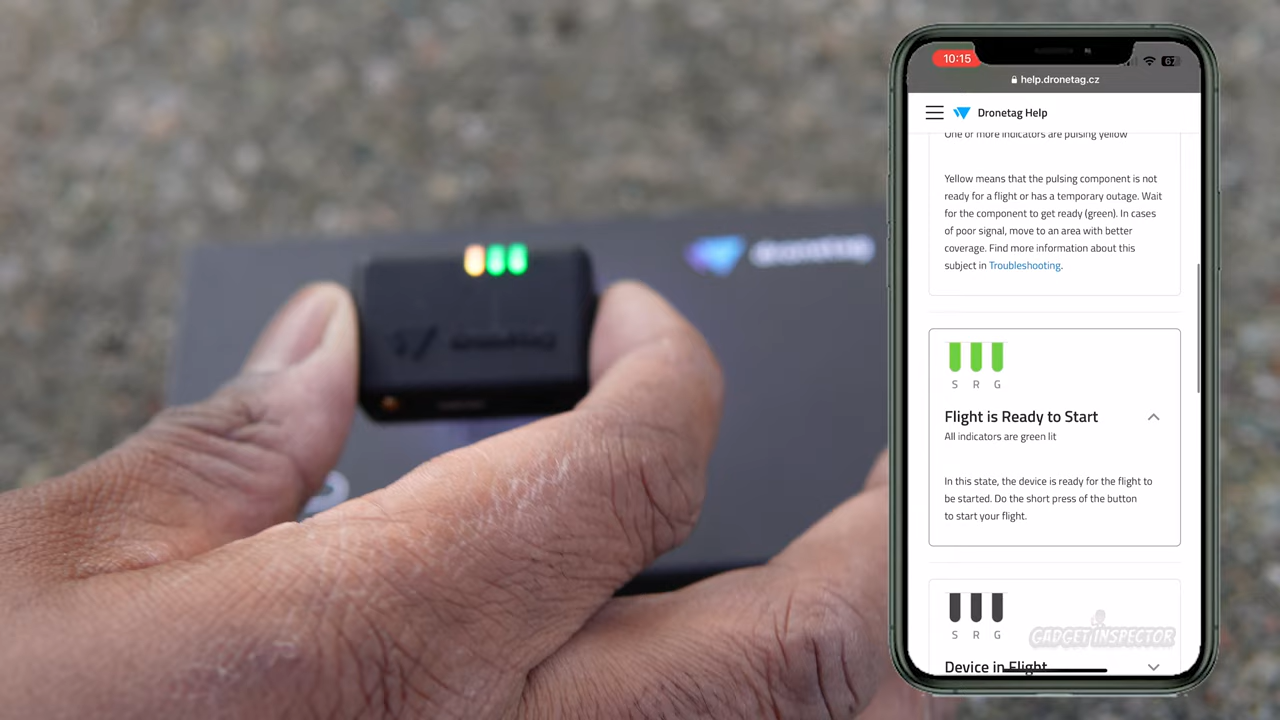 dronetag
dronetag
10:15
67
help.dronetag.cz
Dronetag Help
One or more indicators are pulsing yellow
Yellow means that the pulsing component is not
ready for a flight or has a temporary outage. Wait
for the component to get ready (green). In cases
of poor signal, move to an area with better
coverage. Find more information about this
subject in Troubleshooting.
S R G
Flight is Ready to Start
All indicators are green lit
In this state, the device is ready for the flight to
be started. Do the short press of the button
to start your flight.
S R G
GADGET INSPECTOR
Device in Flight